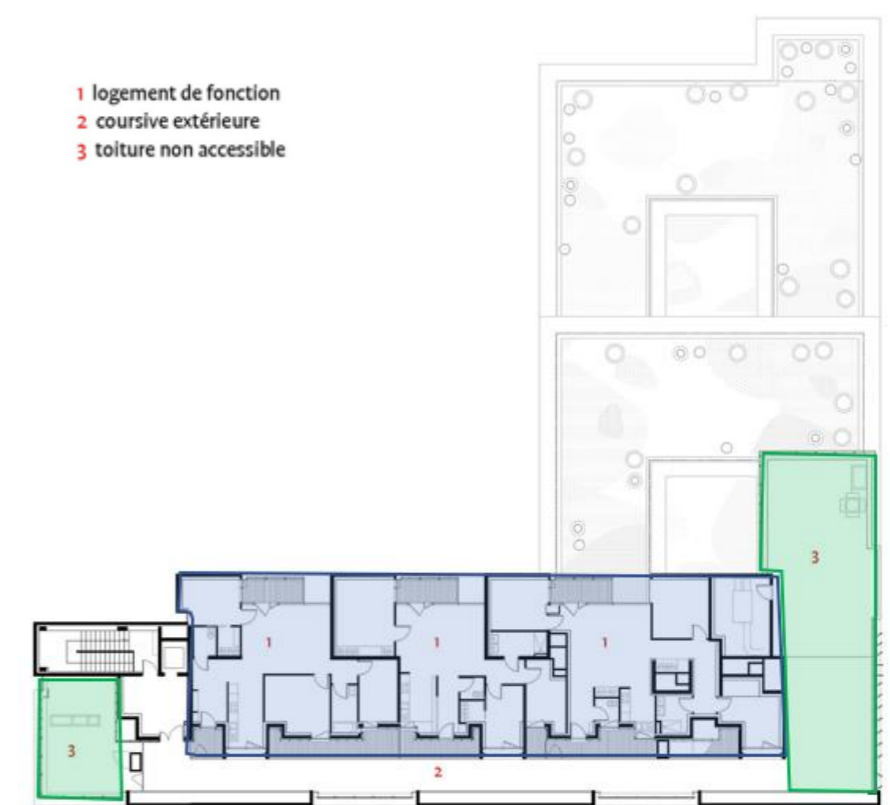 1 logement de fonction
2 coursive extérieure
3 toiture non accessible
3
1
1
1
3
2